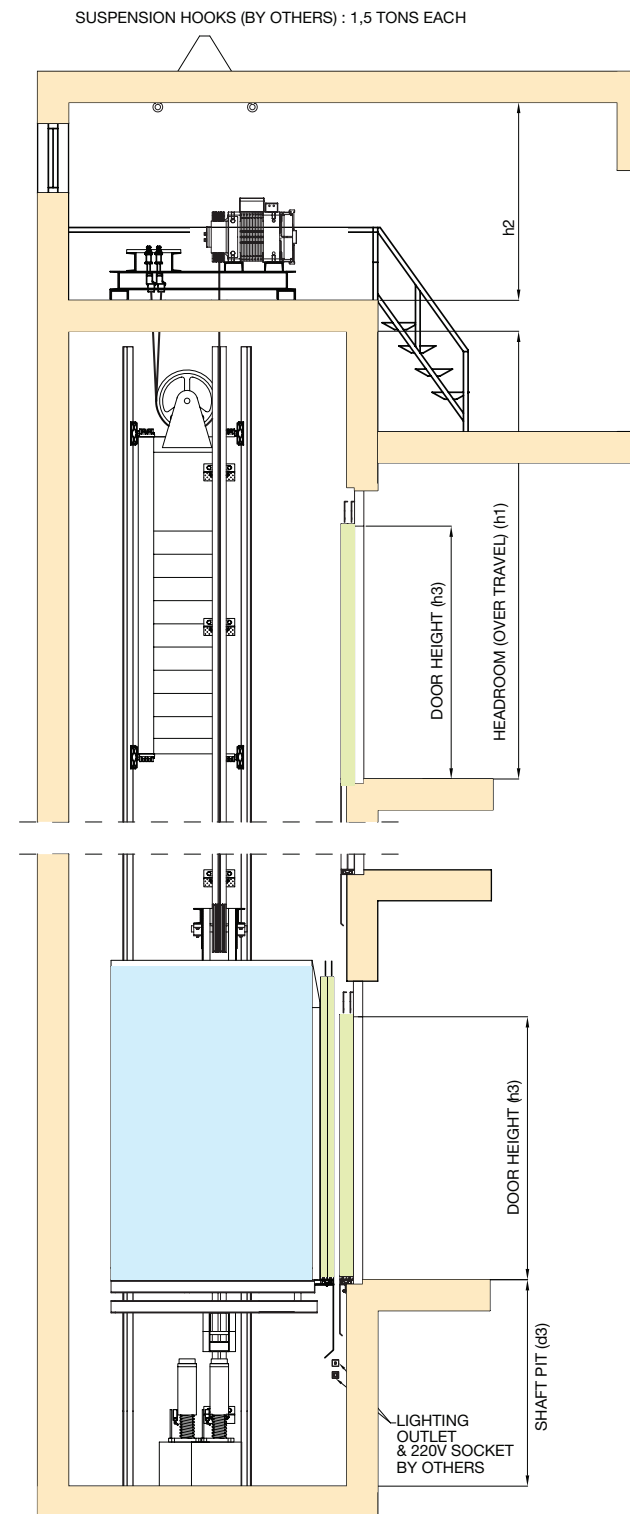 SUSPENSION HOOKS (BY OTHERS) : 1,5 TONS EACH
h2
HEADROOM (OVER TRAVEL) (h1)
DOOR HEIGHT (h3)
DOOR HEIGHT (h3)
SHAFT PIT (d3)
LIGHTING
OUTLET
& 220V SOCKET
BY OTHERS